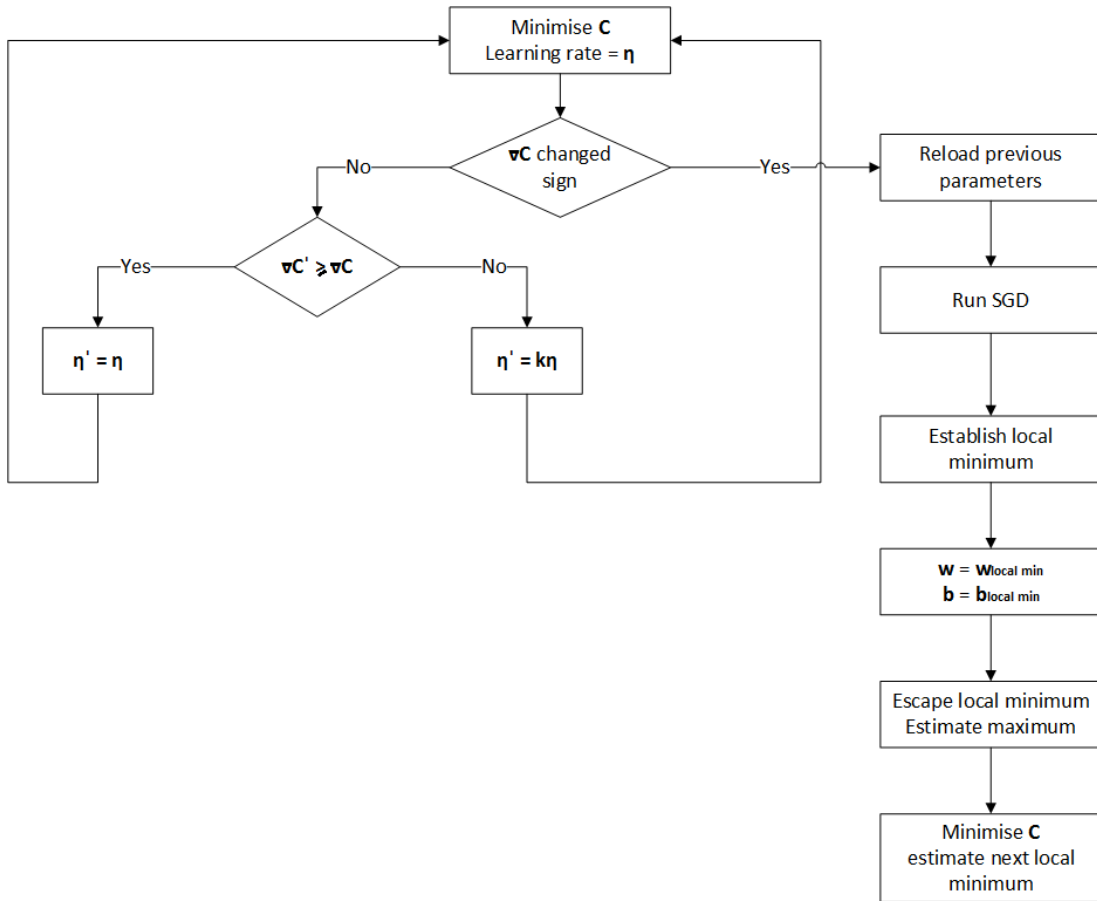 Minimise C
Learning rate = η
∇C changed
sign
No
Yes
Reload previous
parameters
∇C' ⩾ ∇C
Yes
No
Run SGD
η' = η
η' = kη
Establish local
minimum
w = wlocal min
b = blocal min
Escape local minimum
Estimate maximum
Minimise C
estimate next local
minimum